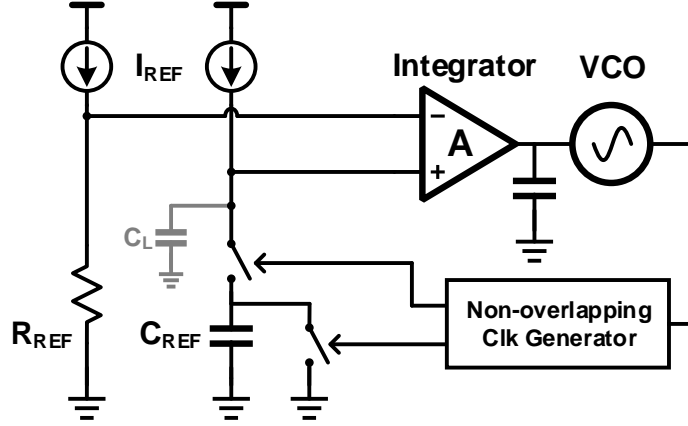 I_REF
Integrator
VCO
−
A
+
C_L
R_REF
C_REF
Non-overlapping
Clk Generator